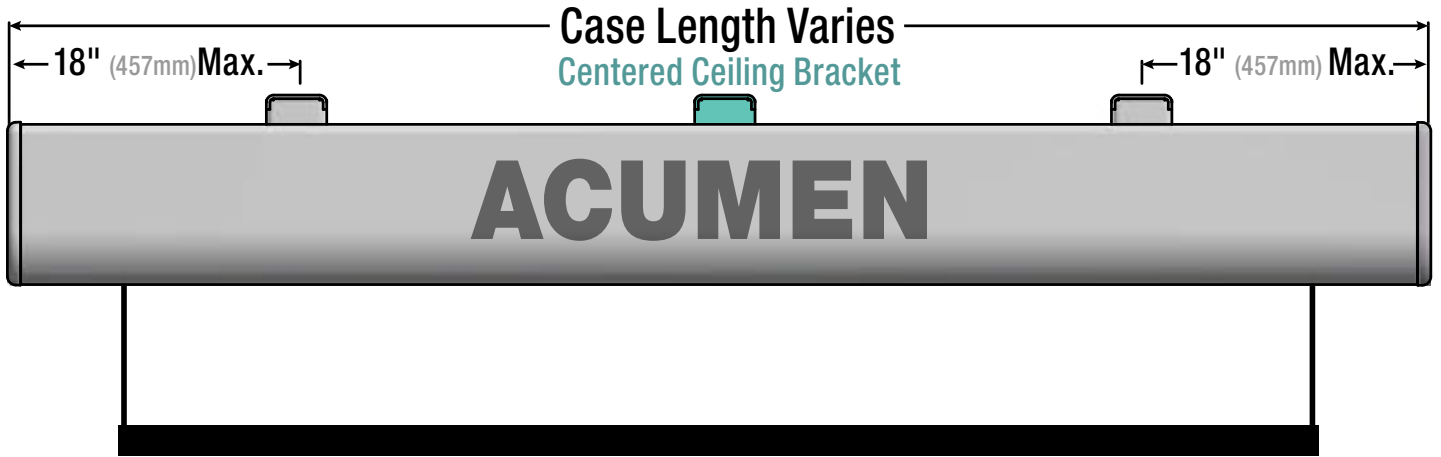 Case Length Varies
18" (457mm)Max.
Centered Ceiling Bracket
18" (457mm) Max.
ACUMEN